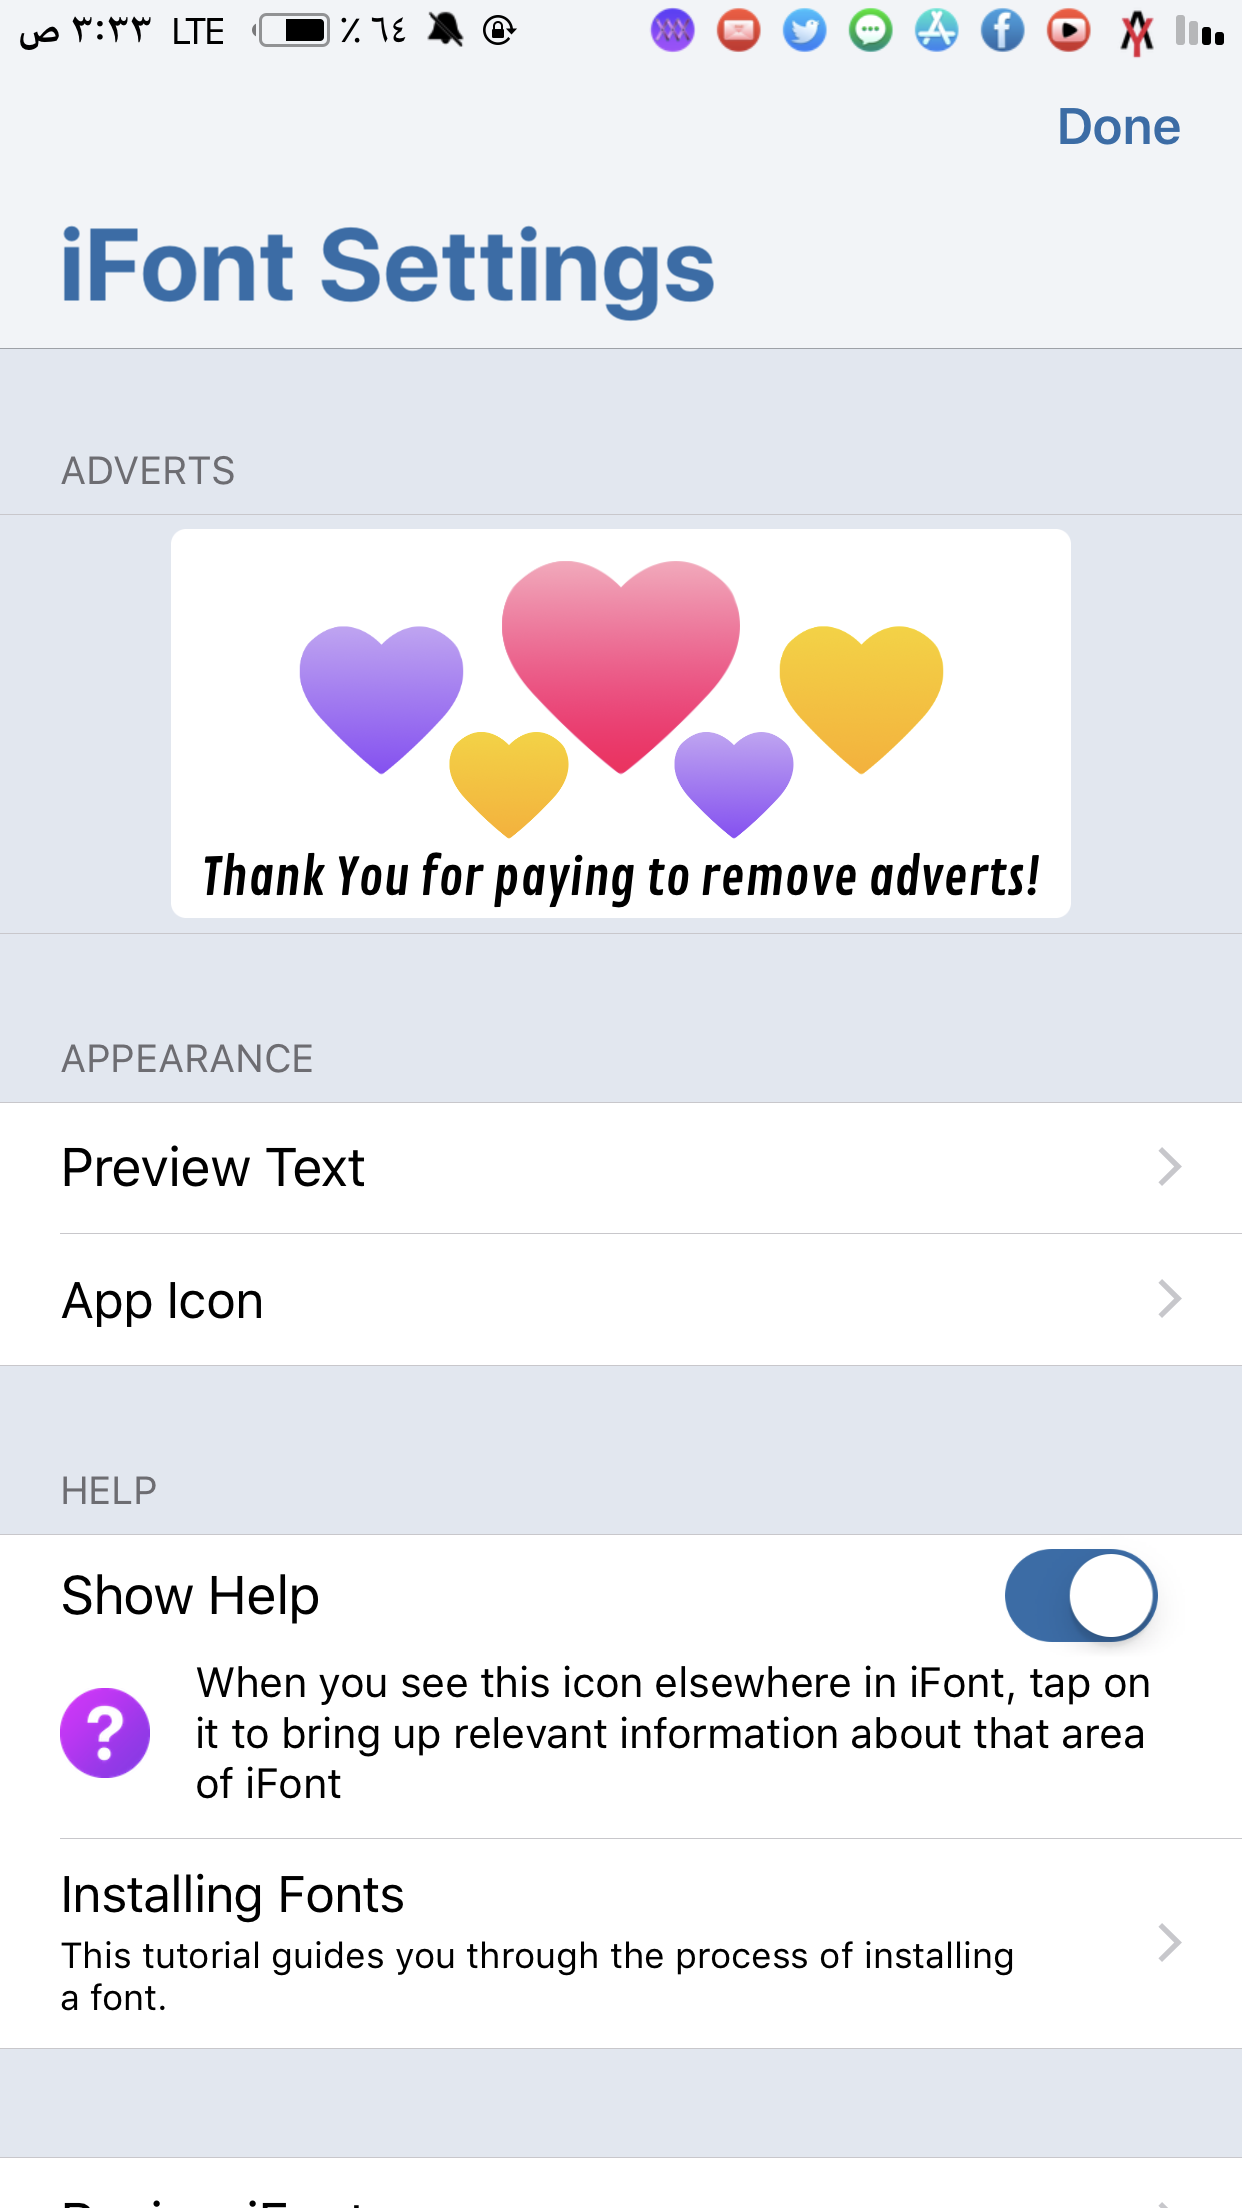 ٣:٣٣ ص LTE ٪ ٦٤
Done
iFont Settings
ADVERTS
Thank You for paying to remove adverts!
APPEARANCE
Preview Text
App Icon
HELP
Show Help
When you see this icon elsewhere in iFont, tap on
it to bring up relevant information about that area
of iFont
Installing Fonts
This tutorial guides you through the process of installing
a font.